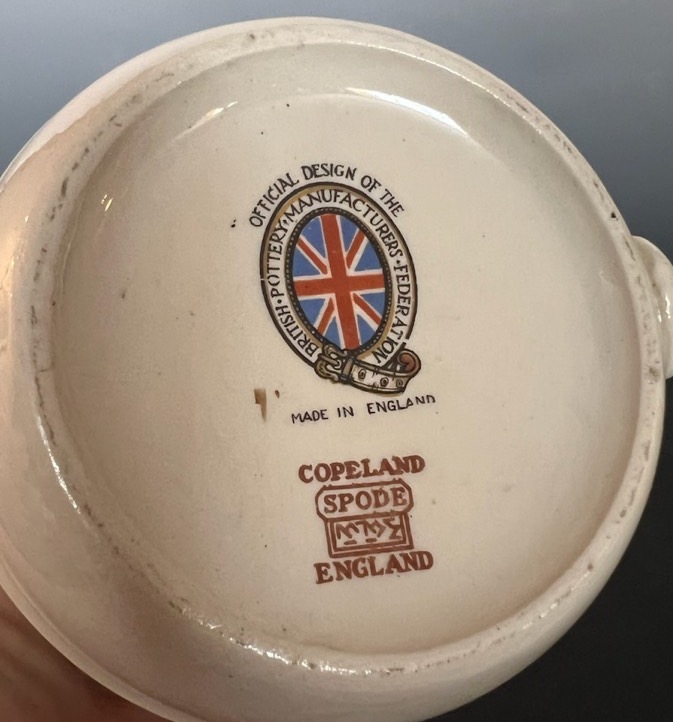 OFFICIAL DESIGN OF THE
BRITISH·POTTERY·MANUFACTURERS·FEDERATION
MADE IN ENGLAND
COPELAND
SPODE
ENGLAND